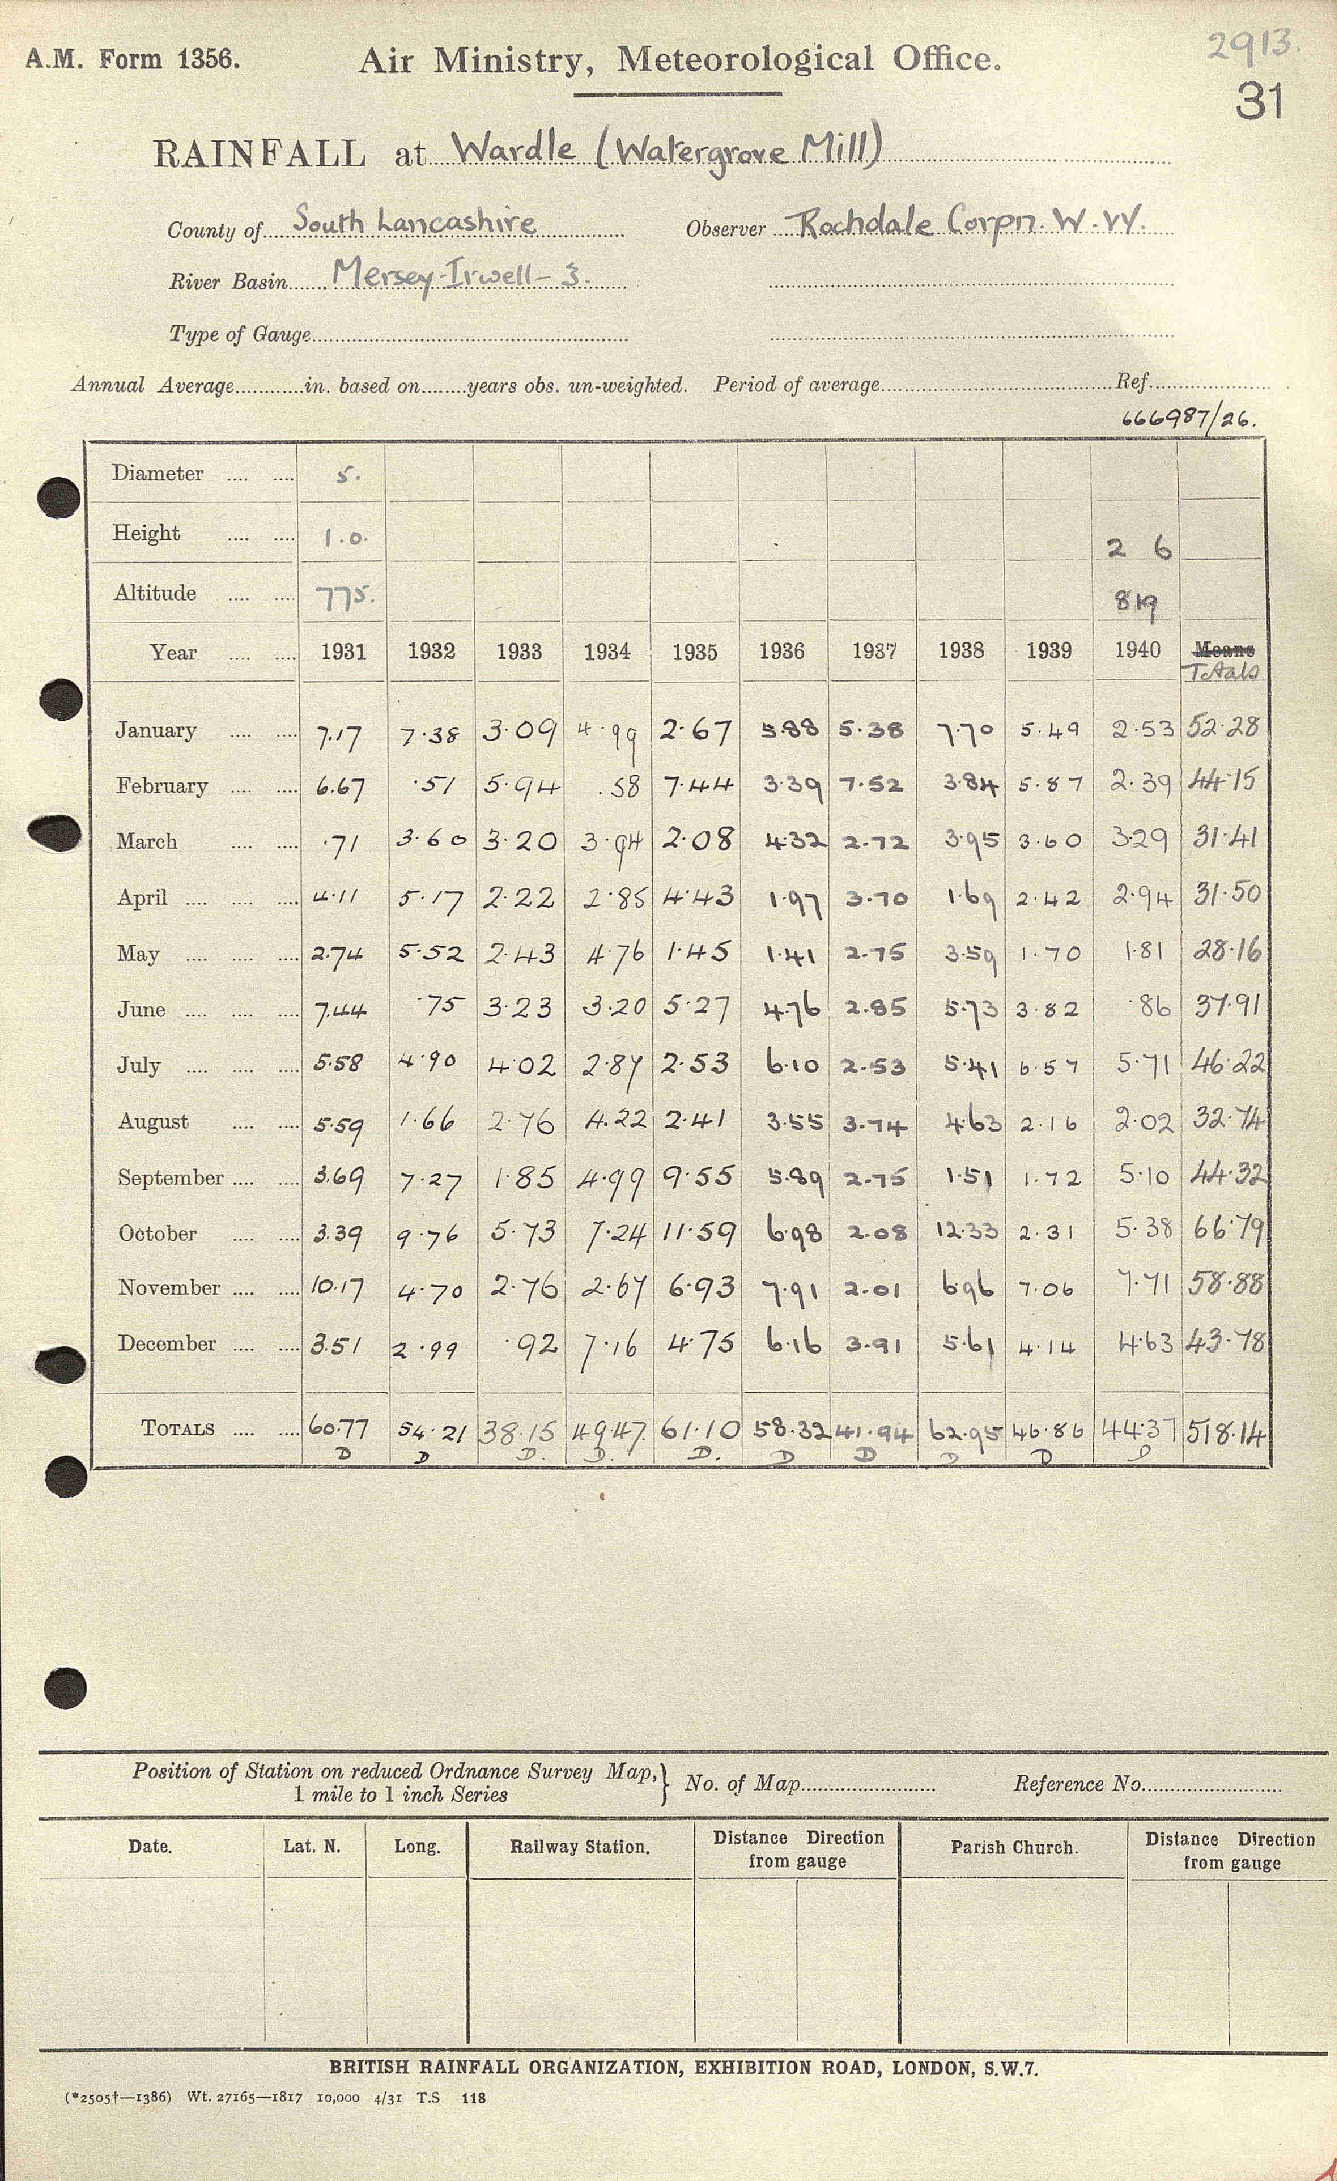 2913.
A.M. Form 1356. Air Ministry, Meteorological Office.
31
RAINFALL at Wardle (Watergrove Mill)
County of South Lancashire Observer Rochdale Corpn. W.W.
River Basin Mersey-Irwell-3.
Type of Gauge
Annual Average in. based on years obs. un-weighted. Period of average Ref.
666987/26.
Diameter 5.
Height 1.0. 2 6
Altitude 775. 819
Year 1931 1932 1933 1934 1935 1936 1937 1938 1939 1940 Means
Totals
January 7.17 7.38 3.09 4.99 2.67 5.88 5.38 7.70 5.49 2.53 52.28
February 6.67 .51 5.94 .58 7.44 3.39 7.52 3.84 5.87 2.39 44.15
March .71 3.60 3.20 3.94 2.08 4.32 2.72 3.95 3.60 3.29 31.41
April 4.11 5.17 2.22 2.85 4.43 1.97 3.70 1.69 2.42 2.94 31.50
May 2.74 5.52 2.43 4.76 1.45 1.41 2.75 3.59 1.70 1.81 28.16
June 7.44 .75 3.23 3.20 5.27 4.76 2.85 5.73 3.82 .86 37.91
July 5.58 4.90 4.02 2.87 2.53 6.10 2.53 5.41 6.57 5.71 46.22
August 5.59 1.66 2.76 4.22 2.41 3.55 3.74 4.63 2.16 2.02 32.74
September 3.69 7.27 1.85 4.99 9.55 5.89 2.75 1.51 1.72 5.10 44.32
October 3.39 9.76 5.73 7.24 11.59 6.98 2.08 12.33 2.31 5.38 66.79
November 10.17 4.70 2.76 2.67 6.93 7.91 2.01 6.96 7.06 7.71 58.88
December 3.51 2.99 .92 7.16 4.75 6.16 3.91 5.61 4.14 4.63 43.78
TOTALS 60.77 54.21 38.15 49.47 61.10 58.32 41.94 62.95 46.86 44.37 518.14
D D D. D. D. D D D D D
Position of Station on reduced Ordnance Survey Map, } No. of Map Reference No.
1 mile to 1 inch Series
Date. Lat. N. Long. Railway Station. Distance Direction from gauge Parish Church. Distance Direction from gauge
BRITISH RAINFALL ORGANIZATION, EXHIBITION ROAD, LONDON, S.W.7.
(*2505†—1386) Wt. 27165—1817 10,000 4/31 T.S 118